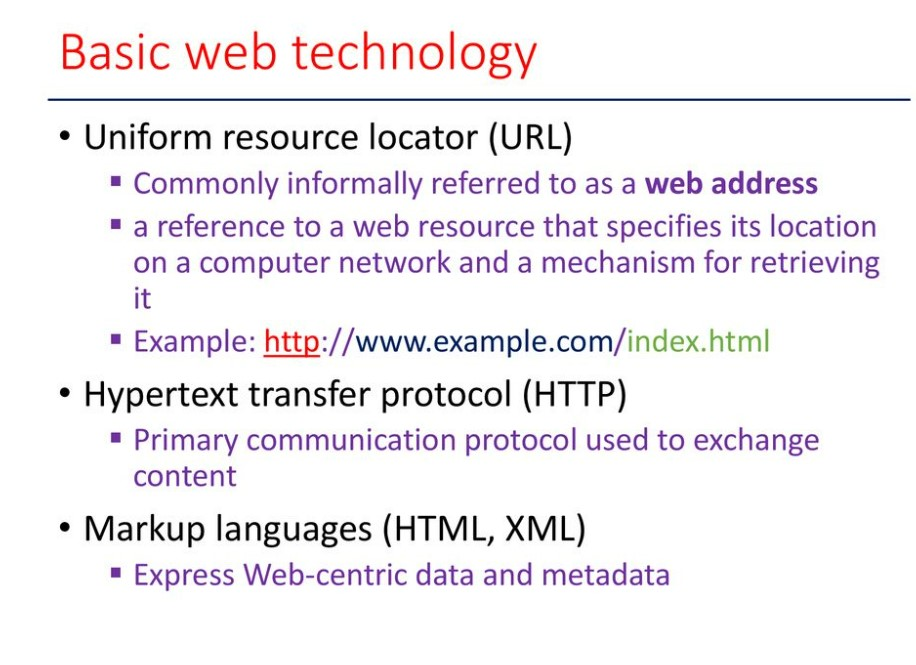 Basic web technology
• Uniform resource locator (URL)
▪ Commonly informally referred to as a web address
▪ a reference to a web resource that specifies its location
on a computer network and a mechanism for retrieving
it
▪ Example: http://www.example.com/index.html
• Hypertext transfer protocol (HTTP)
▪ Primary communication protocol used to exchange
content
• Markup languages (HTML, XML)
▪ Express Web-centric data and metadata